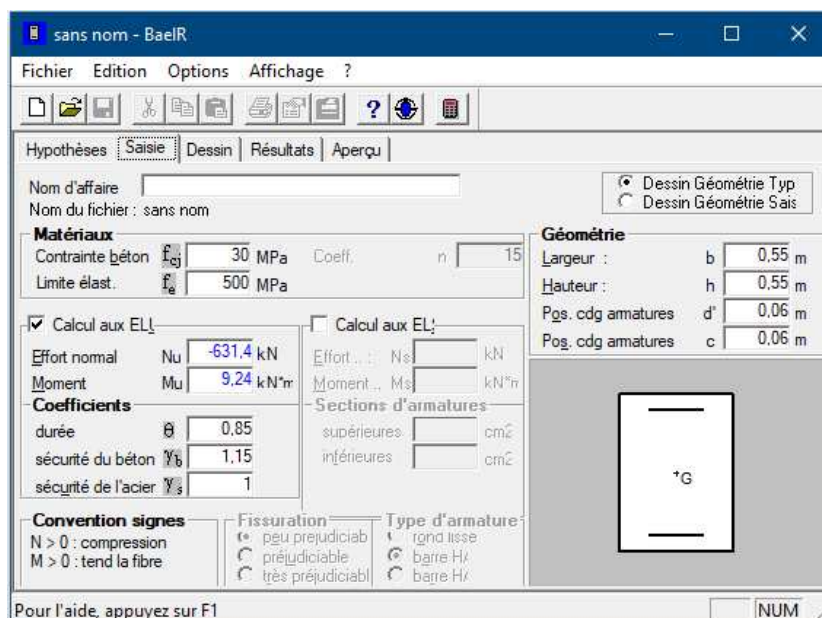 sans nom - BaelR
Fichier Edition Options Affichage ?
Hypothèses Saisie Dessin Résultats Aperçu
Nom d'affaire
Nom du fichier : sans nom
Dessin Géométrie Typ
Dessin Géométrie Sais
Matériaux
Contrainte béton fcj 30 MPa Coeff. n 15
Limite élast. fe 500 MPa
Géométrie
Largeur : b 0,55 m
Hauteur : h 0,55 m
Pos. cdg armatures d' 0,06 m
Pos. cdg armatures c 0,06 m
Calcul aux ELU
Effort normal Nu -631,4 kN
Moment Mu 9,24 kN*m
Calcul aux EL
Effort .. : Ns kN
Moment .. Ms kN*m
Coefficients
durée θ 0,85
sécurité du béton γb 1,15
sécurité de l'acier γs 1
Sections d'armatures
supérieures cm2
inférieures cm2
+G
Convention signes
N > 0 : compression
M > 0 : tend la fibre
Fissuration
peu préjudiciab
préjudiciable
très préjudiciabl
Type d'armature
rond lisse
barre HA
barre HA
Pour l'aide, appuyez sur F1 NUM